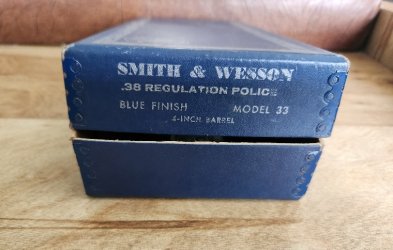 SMITH & WESSON
.38 REGULATION POLICE
BLUE FINISH MODEL 33
4-INCH BARREL